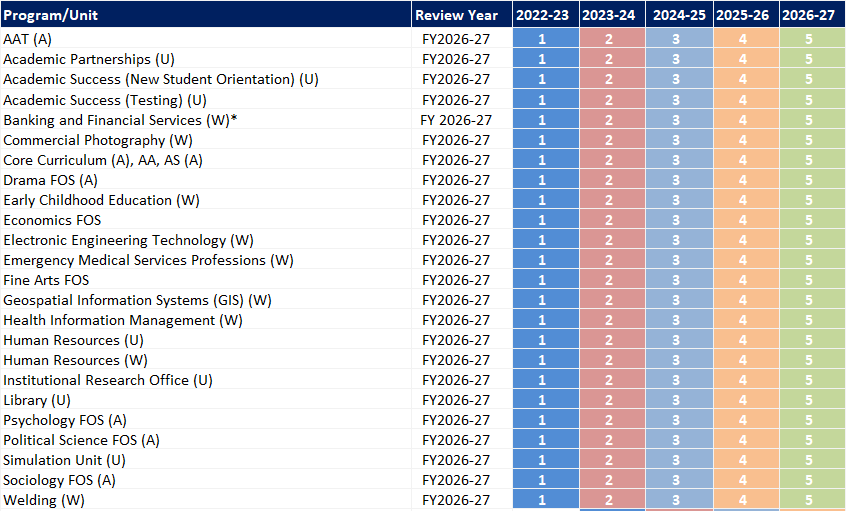 Program/Unit Review Year 2022-23 2023-24 2024-25 2025-26 2026-27
AAT (A) FY2026-27 1 2 3 4 5
Academic Partnerships (U) FY2026-27 1 2 3 4 5
Academic Success (New Student Orientation) (U) FY2026-27 1 2 3 4 5
Academic Success (Testing) (U) FY2026-27 1 2 3 4 5
Banking and Financial Services (W)* FY 2026-27 1 2 3 4 5
Commercial Photography (W) FY2026-27 1 2 3 4 5
Core Curriculum (A), AA, AS (A) FY2026-27 1 2 3 4 5
Drama FOS (A) FY2026-27 1 2 3 4 5
Early Childhood Education (W) FY2026-27 1 2 3 4 5
Economics FOS FY2026-27 1 2 3 4 5
Electronic Engineering Technology (W) FY2026-27 1 2 3 4 5
Emergency Medical Services Professions (W) FY2026-27 1 2 3 4 5
Fine Arts FOS FY2026-27 1 2 3 4 5
Geospatial Information Systems (GIS) (W) FY2026-27 1 2 3 4 5
Health Information Management (W) FY2026-27 1 2 3 4 5
Human Resources (U) FY2026-27 1 2 3 4 5
Human Resources (W) FY2026-27 1 2 3 4 5
Institutional Research Office (U) FY2026-27 1 2 3 4 5
Library (U) FY2026-27 1 2 3 4 5
Psychology FOS (A) FY2026-27 1 2 3 4 5
Political Science FOS (A) FY2026-27 1 2 3 4 5
Simulation Unit (U) FY2026-27 1 2 3 4 5
Sociology FOS (A) FY2026-27 1 2 3 4 5
Welding (W) FY2026-27 1 2 3 4 5